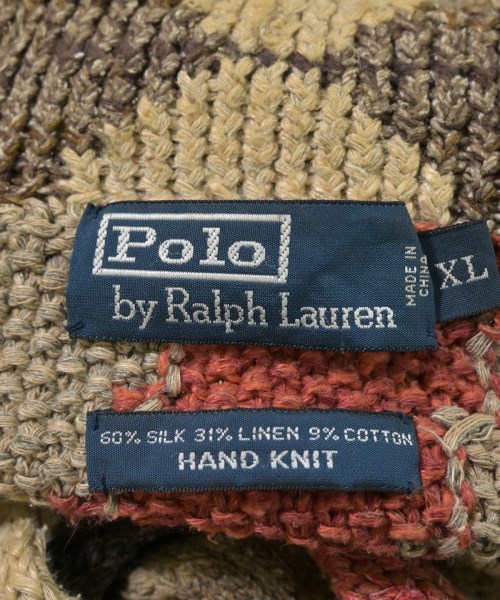 Polo
by Ralph Lauren
MADE IN
CHINA
XL
60% SILK 31% LINEN 9% COTTON
HAND KNIT